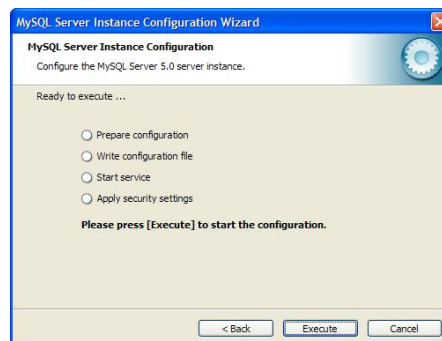 MySQL Server Instance Configuration Wizard
MySQL Server Instance Configuration
Configure the MySQL Server 5.0 server instance.
Ready to execute ...
Prepare configuration
Write configuration file
Start service
Apply security settings
Please press [Execute] to start the configuration.
< Back Execute Cancel